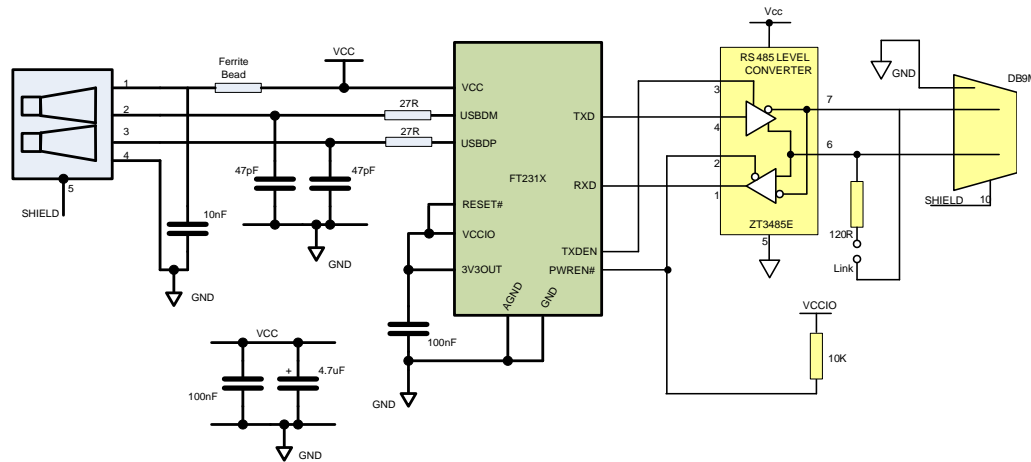 Vcc
VCC
Ferrite
Bead
RS 485 LEVEL
CONVERTER
GND
DB9M
1
2
3
4
5
SHIELD
27R
27R
47pF
47pF
10nF
GND
GND
VCC
USBDM
USBDP
RESET#
VCCIO
3V3OUT
FT231X
TXD
RXD
TXDEN
PWREN#
AGND
GND
3
4
2
1
7
6
ZT3485E
5
120R
Link
SHIELD
10
VCCIO
10K
100nF
GND
VCC
100nF
+
4.7uF
GND